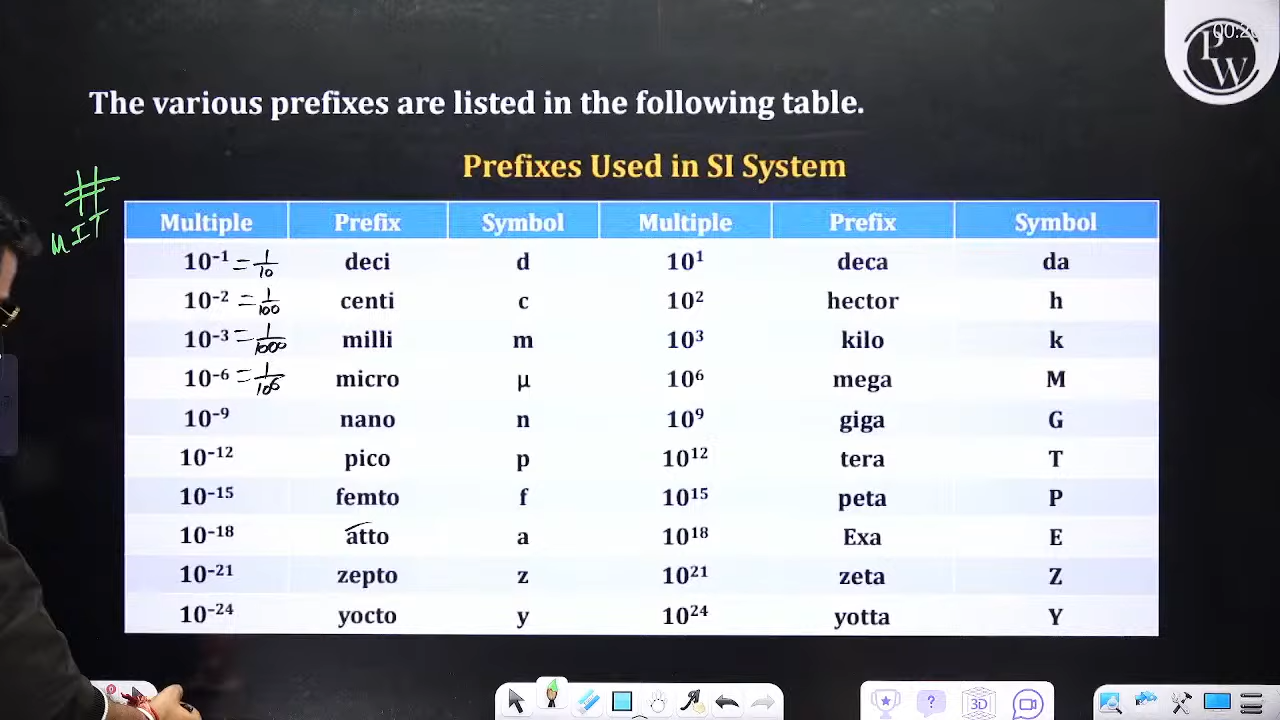 00:2
PW
The various prefixes are listed in the following table.
Prefixes Used in SI System
# 
NIT
Multiple Prefix Symbol Multiple Prefix Symbol
10⁻¹ = 1/10 deci d 10¹ deca da
10⁻² = 1/100 centi c 10² hector h
10⁻³ = 1/1000 milli m 10³ kilo k
10⁻⁶ = 1/10⁶ micro μ 10⁶ mega M
10⁻⁹ nano n 10⁹ giga G
10⁻¹² pico p 10¹² tera T
10⁻¹⁵ femto f 10¹⁵ peta P
10⁻¹⁸ atto a 10¹⁸ Exa E
10⁻²¹ zepto z 10²¹ zeta Z
10⁻²⁴ yocto y 10²⁴ yotta Y
3D